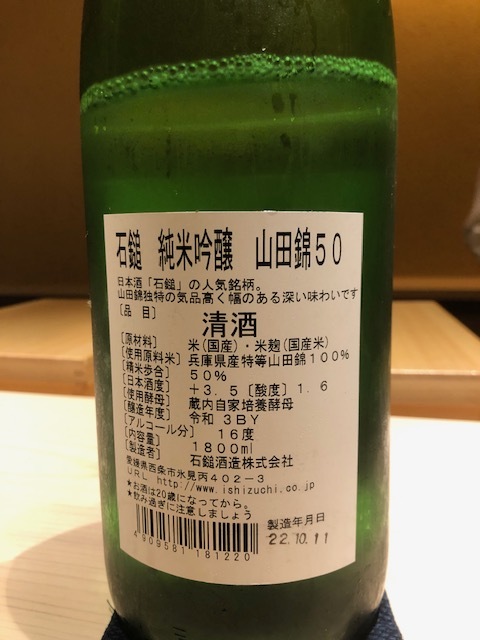 石鎚　純米吟醸　山田錦50
日本酒「石鎚」の人気銘柄。
山田錦独特の気品高く幅のある深い味わいです
[品　目]
清酒
[原材料]　米(国産)・米麹(国産米)
[使用原料米]　兵庫県産特等山田錦100%
[精米歩合]　50%
[日本酒度]　+3.5 [酸度] 1.6
[使用酵母]　蔵内自家培養酵母
[醸造年度]　令和 3BY
[アルコール分]　16度
[内容量]　1800ml
[製造者]　石鎚酒造株式会社
愛媛県西条市氷見丙402-3
URL http://www.ishizuchi.co.jp
★お酒は20歳になってから。
★飲み過ぎに注意しましょう
製造年月日
22.10.11
4909581 181220